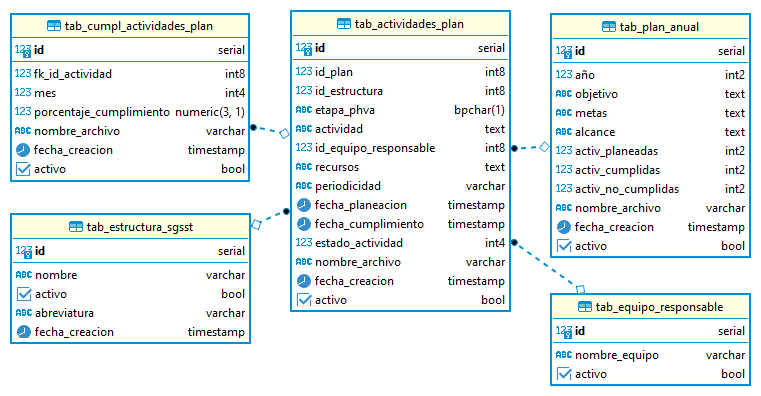 tab_cumpl_actividades_plan
123 id serial
123 fk_id_actividad int8
123 mes int4
123 porcentaje_cumplimiento numeric(3, 1)
ABC nombre_archivo varchar
fecha_creacion timestamp
activo bool
tab_estructura_sgsst
123 id serial
ABC nombre varchar
activo bool
ABC abreviatura varchar
fecha_creacion timestamp
tab_actividades_plan
123 id serial
123 id_plan int8
123 id_estructura int8
ABC etapa_phva bpchar(1)
ABC actividad text
123 id_equipo_responsable int8
ABC recursos text
ABC periodicidad varchar
fecha_planeacion timestamp
fecha_cumplimiento timestamp
123 estado_actividad int4
ABC nombre_archivo varchar
fecha_creacion timestamp
activo bool
tab_plan_anual
123 id serial
123 año int2
ABC objetivo text
ABC metas text
ABC alcance text
123 activ_planeadas int2
123 activ_cumplidas int2
123 activ_no_cumplidas int2
ABC nombre_archivo varchar
fecha_creacion timestamp
activo bool
tab_equipo_responsable
123 id serial
ABC nombre_equipo varchar
activo bool